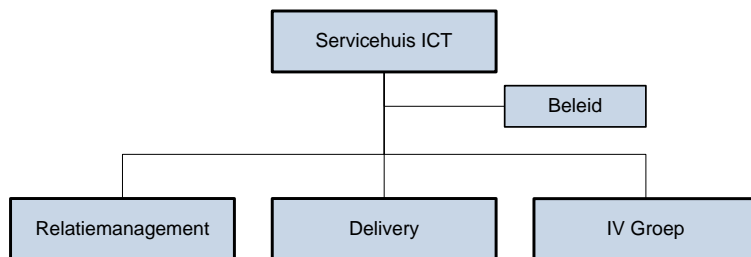 Servicehuis ICT
Beleid
Relatiemanagement
Delivery
IV Groep